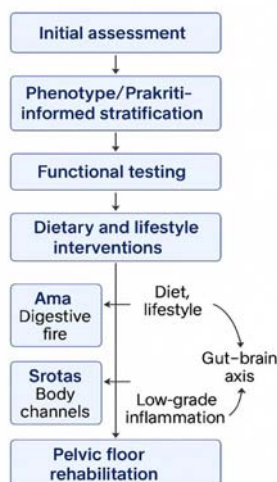 Initial assessment
Phenotype/Prakriti-
informed stratification
Functional testing
Dietary and lifestyle
interventions
Ama
Digestive
fire
Diet,
lifestyle
Gut–brain
axis
Srotas
Body
channels
Low-grade
inflammation
Pelvic floor
rehabilitation